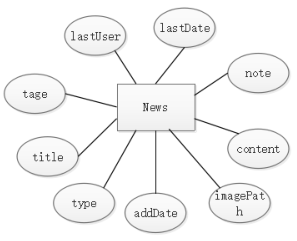 lastUser
lastDate
tage
note
News
title
content
type
addDate
imagePat
h